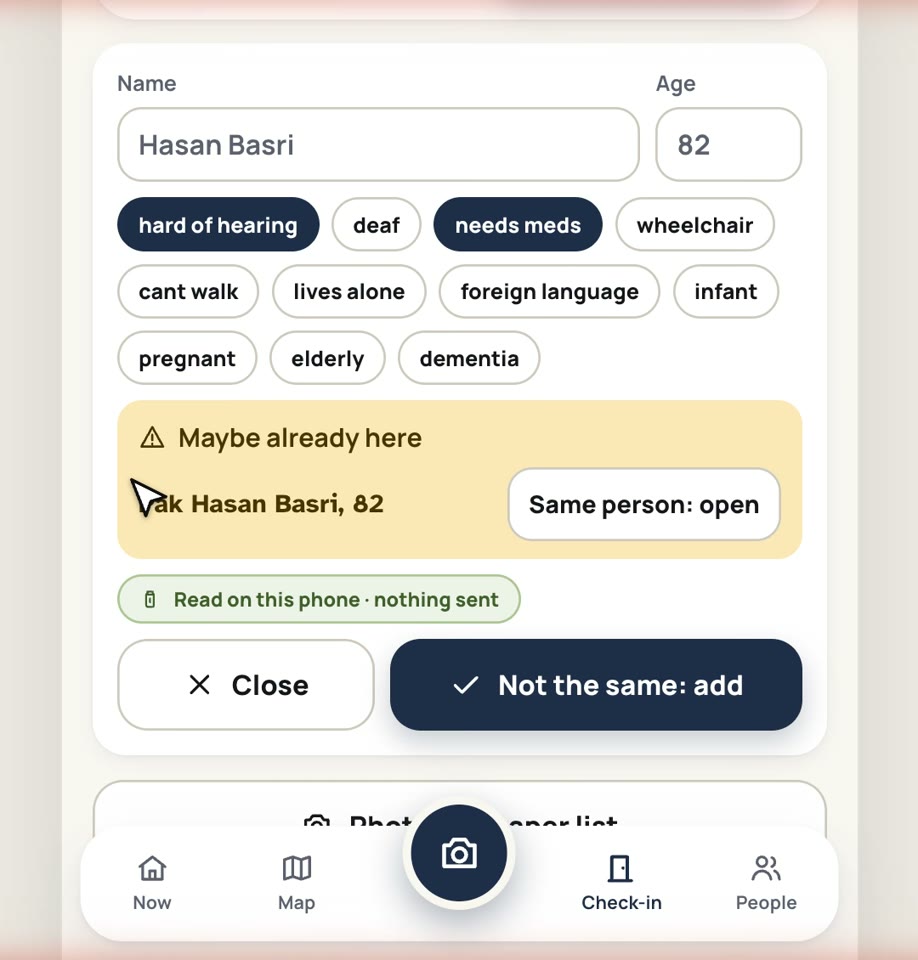 Name
Age
Hasan Basri
82
hard of hearing
deaf
needs meds
wheelchair
cant walk
lives alone
foreign language
infant
pregnant
elderly
dementia
Maybe already here
Hasan Basri, 82
Same person: open
Read on this phone · nothing sent
Close
Not the same: add
Now
Map
Check-in
People